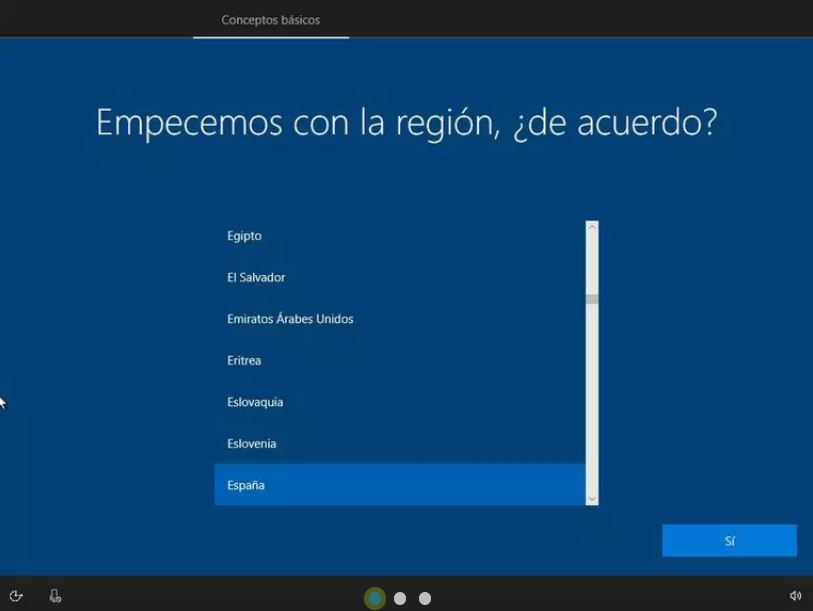 Conceptos básicos
Empecemos con la región, ¿de acuerdo?
Egipto
El Salvador
Emiratos Árabes Unidos
Eritrea
Eslovaquia
Eslovenia
España
Sí